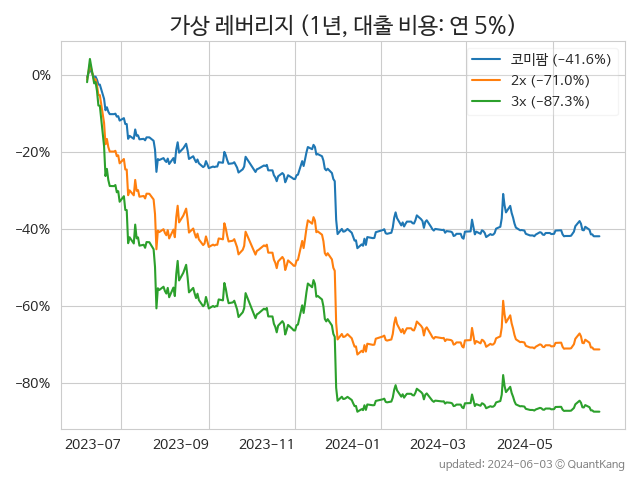 가상 레버리지 (1년, 대출 비용: 연 5%)
코미팜 (−41.6%)
2x (−71.0%)
3x (−87.3%)
0%
−20%
−40%
−60%
−80%
2023-07 2023-09 2023-11 2024-01 2024-03 2024-05
updated: 2024-06-03 © QuantKang